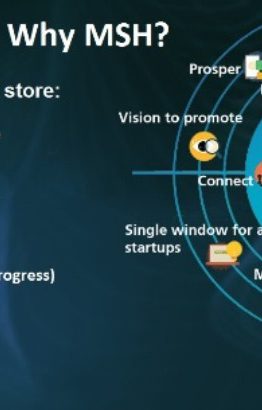 Why MSH?
Prosper
store:
Vision to promote
Connect
Single window for a
startups
rogress)
M